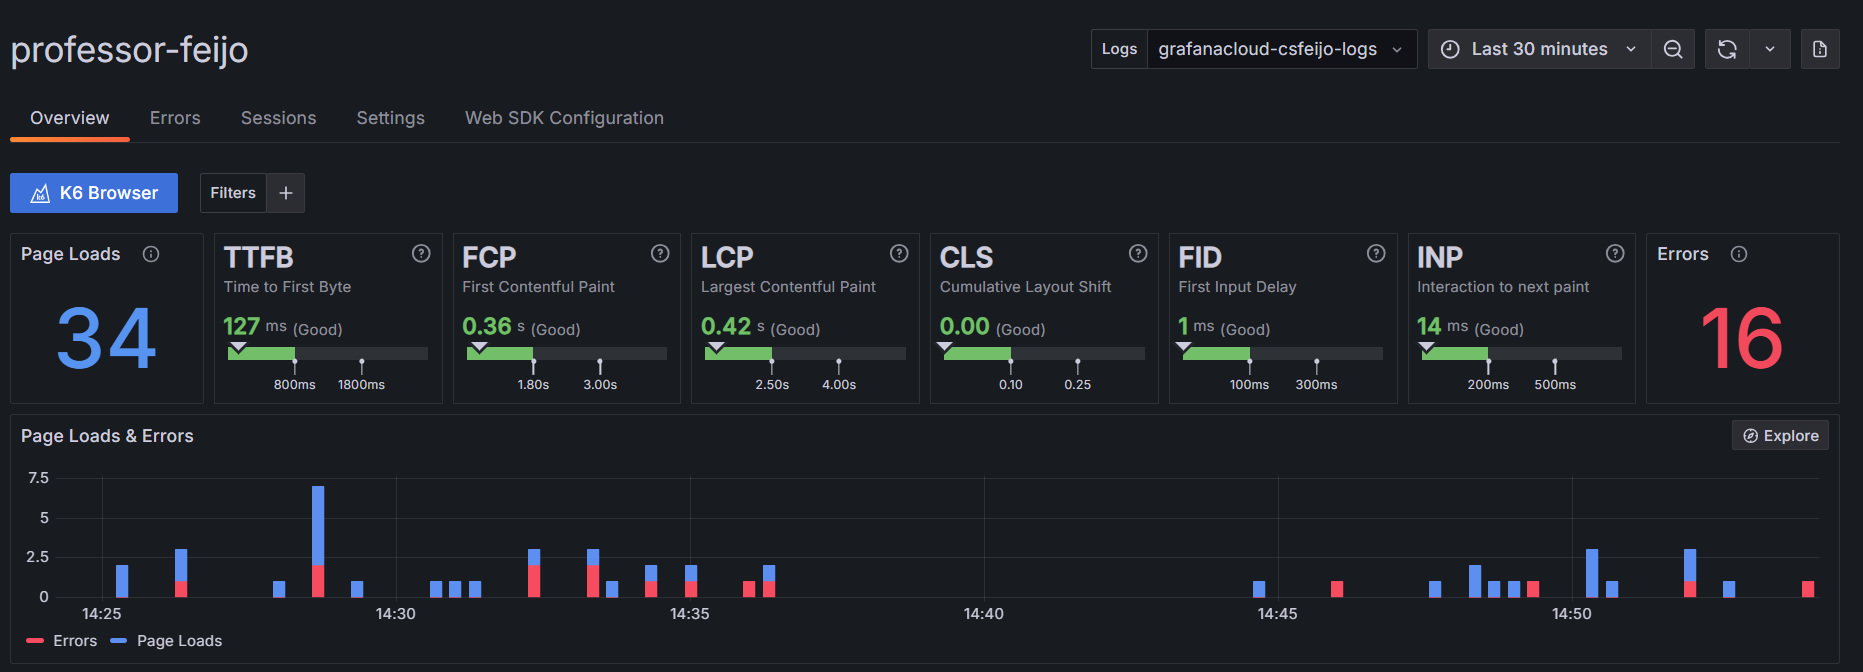 professor-feijo
Logs grafanacloud-csfeijo-logs Last 30 minutes
Overview Errors Sessions Settings Web SDK Configuration
K6 Browser Filters +
Page Loads
34
TTFB
Time to First Byte
127 ms (Good)
800ms 1800ms
FCP
First Contentful Paint
0.36 s (Good)
1.80s 3.00s
LCP
Largest Contentful Paint
0.42 s (Good)
2.50s 4.00s
CLS
Cumulative Layout Shift
0.00 (Good)
0.10 0.25
FID
First Input Delay
1 ms (Good)
100ms 300ms
INP
Interaction to next paint
14 ms (Good)
200ms 500ms
Errors
16
Page Loads & Errors
Explore
7.5
5
2.5
0
14:25 14:30 14:35 14:40 14:45 14:50
Errors Page Loads